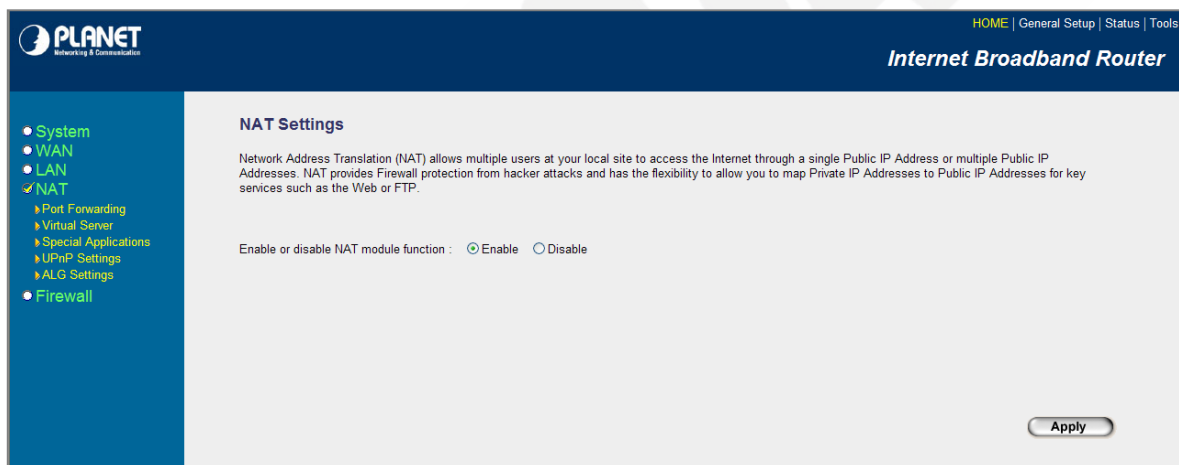 PLANET
Networking & Communication
HOME | General Setup | Status | Tools
Internet Broadband Router
System
WAN
LAN
NAT
Port Forwarding
Virtual Server
Special Applications
UPnP Settings
ALG Settings
Firewall
NAT Settings
Network Address Translation (NAT) allows multiple users at your local site to access the Internet through a single Public IP Address or multiple Public IP
Addresses. NAT provides Firewall protection from hacker attacks and has the flexibility to allow you to map Private IP Addresses to Public IP Addresses for key
services such as the Web or FTP.
Enable or disable NAT module function : Enable Disable
Apply